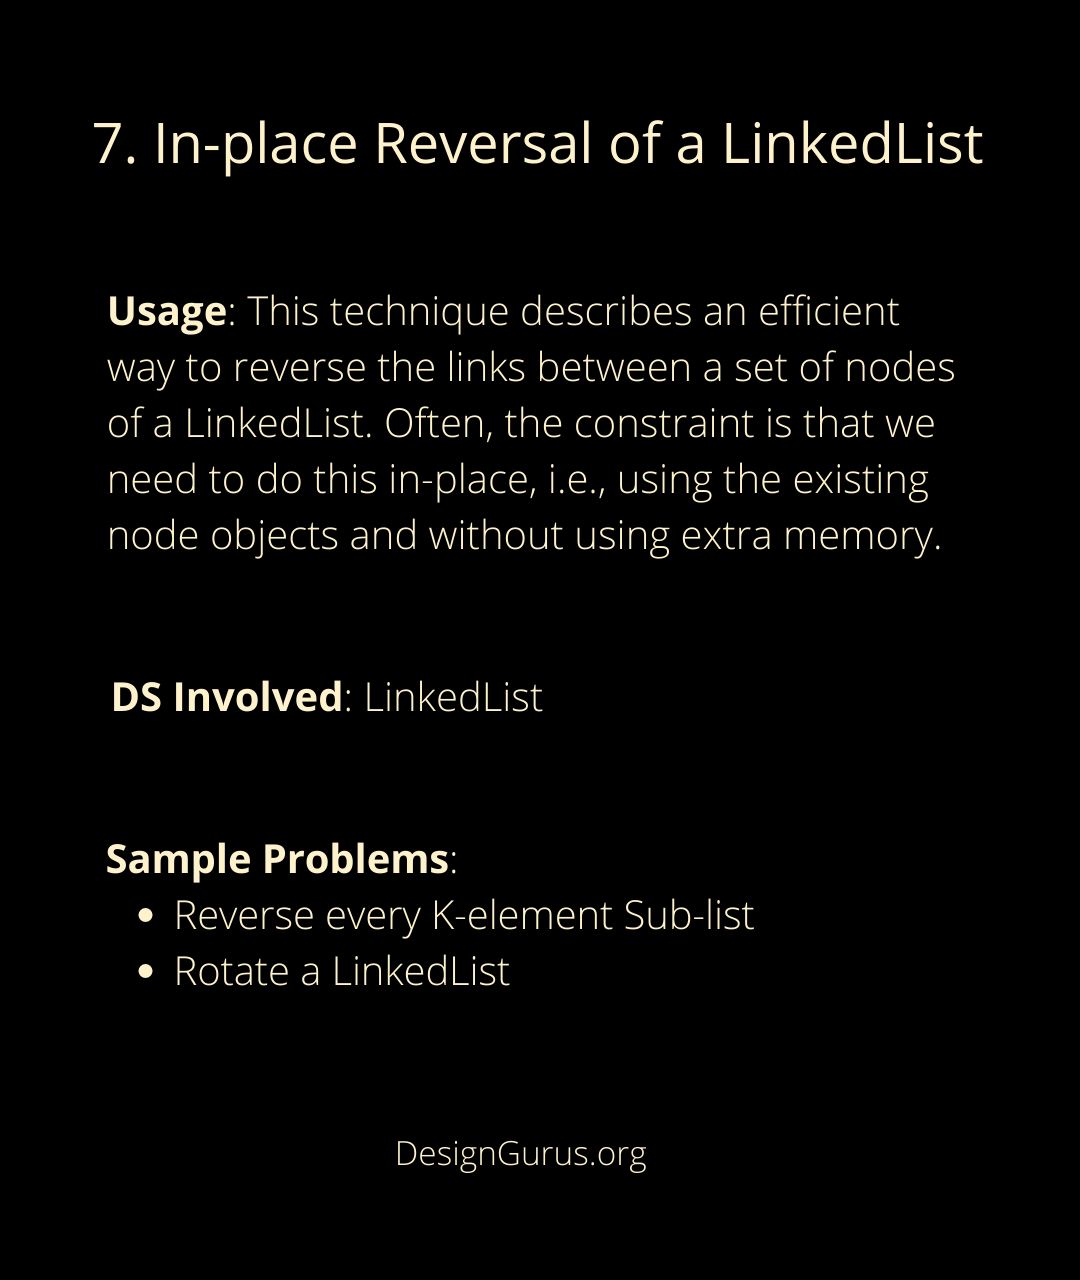 7. In-place Reversal of a LinkedList
Usage: This technique describes an efficient
way to reverse the links between a set of nodes
of a LinkedList. Often, the constraint is that we
need to do this in-place, i.e., using the existing
node objects and without using extra memory.
DS Involved: LinkedList
Sample Problems:
• Reverse every K-element Sub-list
• Rotate a LinkedList
DesignGurus.org